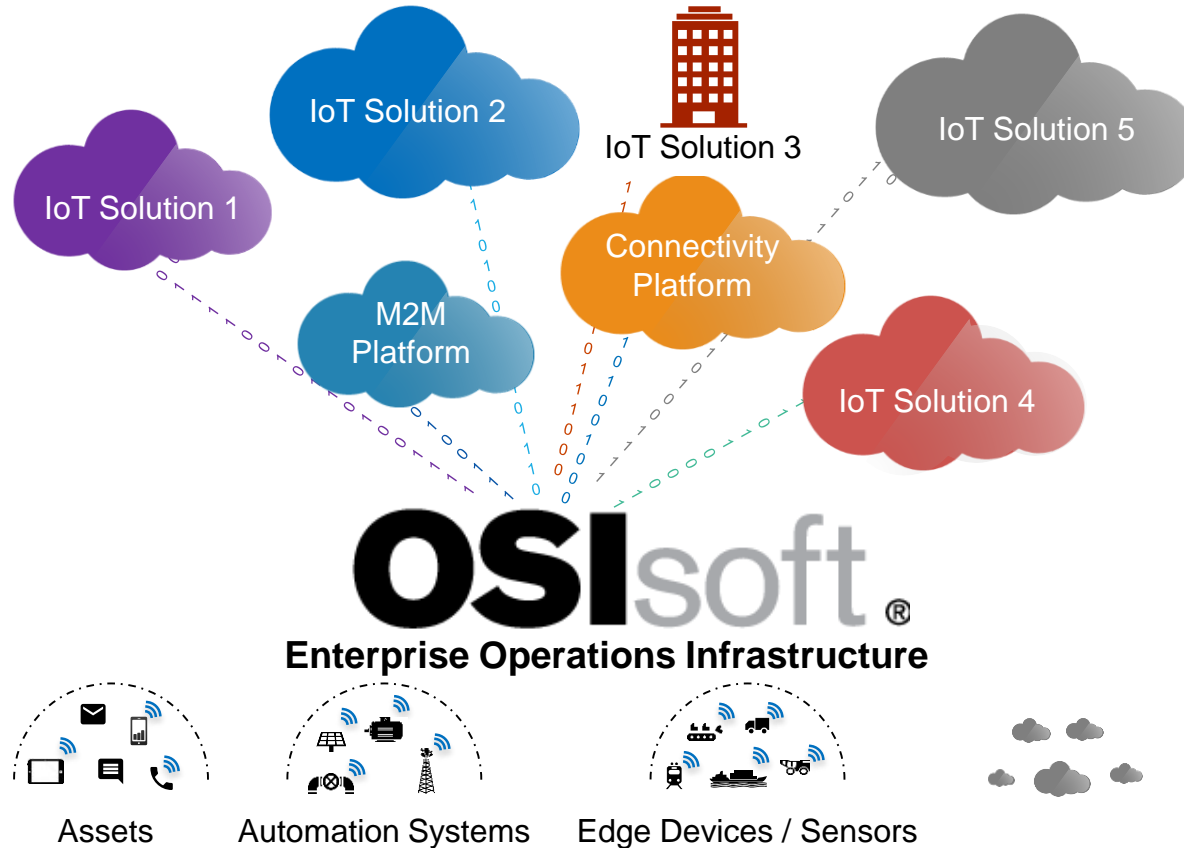 IoT Solution 2
IoT Solution 5
IoT Solution 3
IoT Solution 1
Connectivity
Platform
M2M
Platform
IoT Solution 4
OSIsoft ®
Enterprise Operations Infrastructure
Assets
Automation Systems
Edge Devices / Sensors